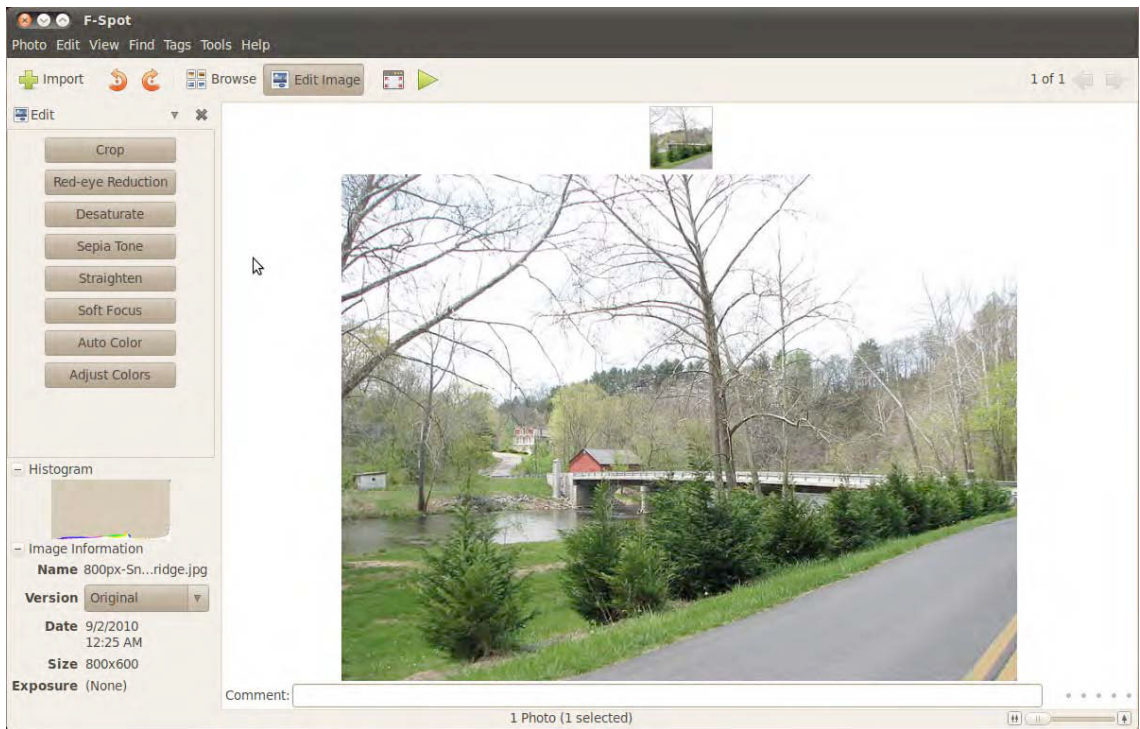 F-Spot
Photo Edit View Find Tags Tools Help
Import Browse Edit Image 1 of 1
Edit
Crop
Red-eye Reduction
Desaturate
Sepia Tone
Straighten
Soft Focus
Auto Color
Adjust Colors
Histogram
Image Information
Name 800px-Sn...ridge.jpg
Version Original
Date 9/2/2010
12:25 AM
Size 800x600
Exposure (None)
Comment:
1 Photo (1 selected)